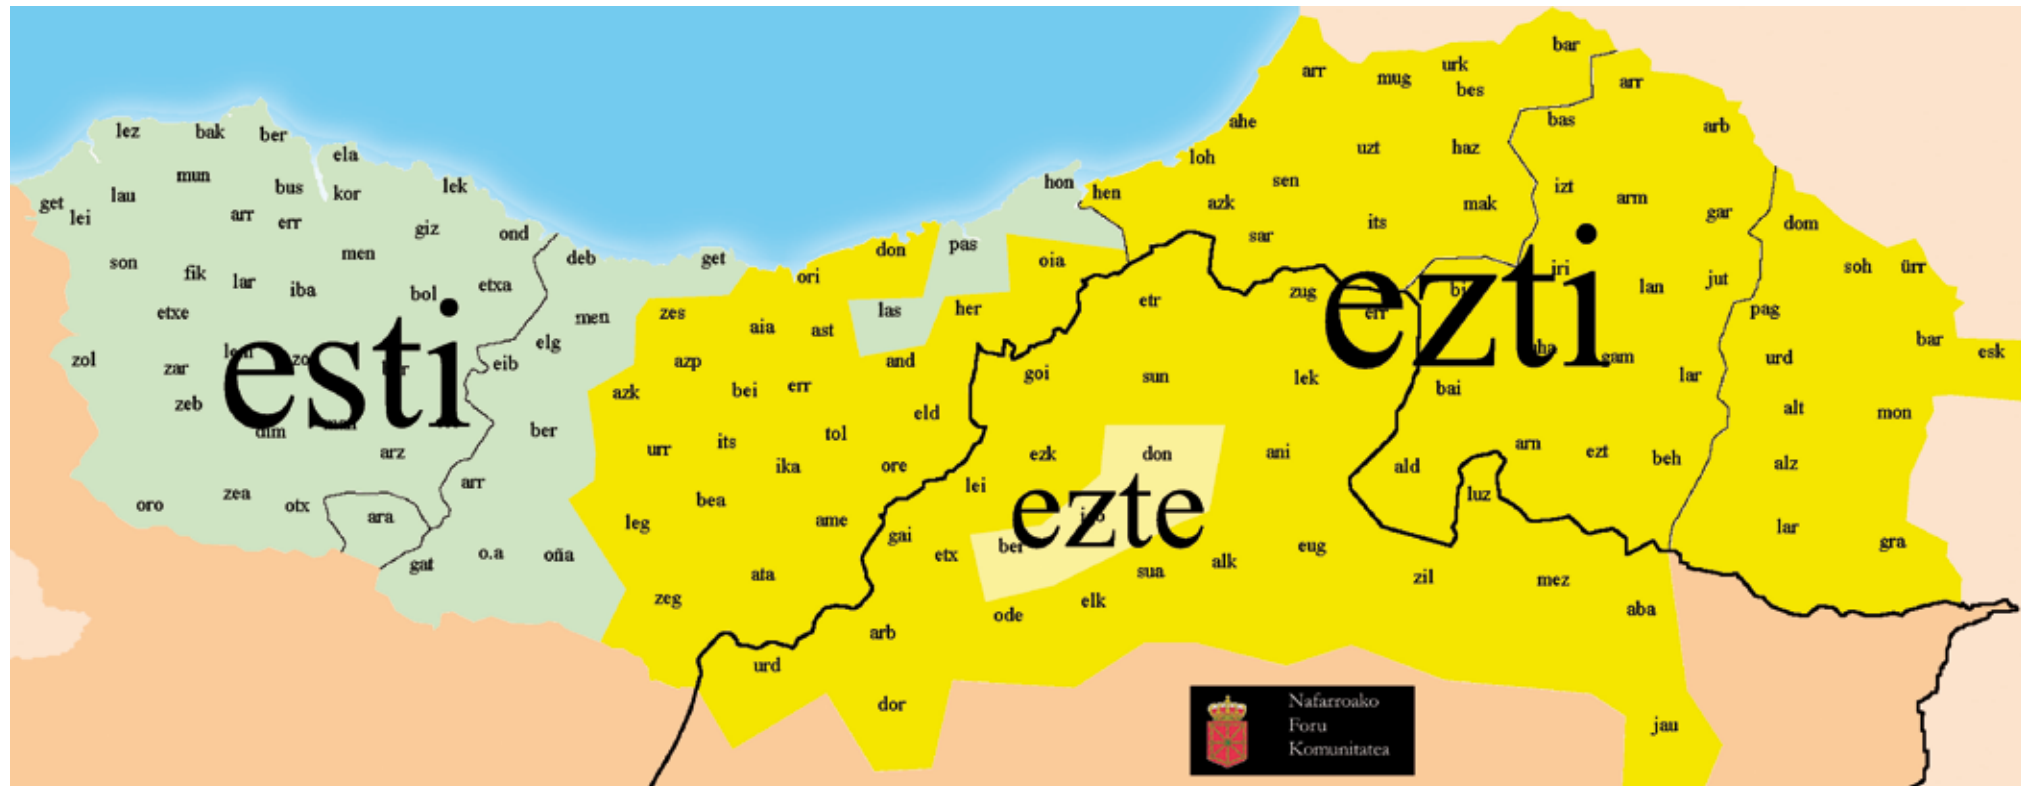 bar
urk
arr
mug
bes
arr
lez
bak
ber
ahe
bas
arb
ela
loh
uzt
haz
mun
sen
izt
bus
kor
lek
hon
hen
lau
get
lei
azk
mak
arm
gar
arr
err
giz
ond
its
dom
sar
men
don
pas
son
deb
get
oia
fik
lar
iba
etxa
ori
jri
soh
ürr
bol
zug
lan
jut
etxe
men
zes
aia
ast
las
her
etr
err
pag
elg
bar
esk
zol
zar
eib
azp
and
goi
sun
lek
gam
urd
lar
esti
ezti
zeb
azk
bei
err
bai
eld
alt
mon
ber
tol
its
urr
arz
ika
ore
ezk
don
ani
ald
arn
ezt
beh
alz
arr
lei
luz
zea
oro
otx
ara
bea
leg
ame
ezte
lar
gai
ber
etx
eug
gra
gat
o.a
oña
ata
sua
alk
zil
mez
zeg
elk
ode
aba
arb
urd
dor
jau
Nafarroako
Foru
Komunitatea